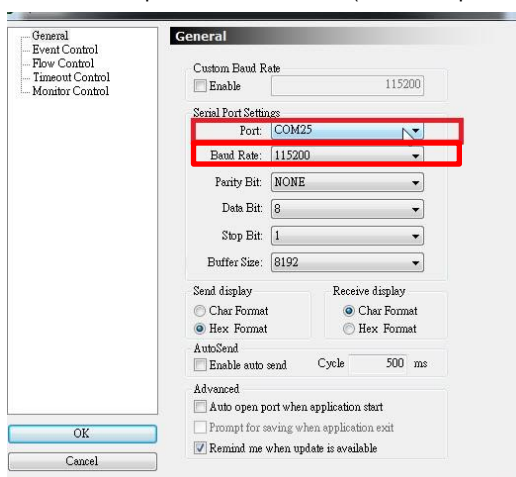 General
Event Control
Flow Control
Timeout Control
Monitor Control
OK
Cancel
General
Custom Baud Rate
Enable 115200
Serial Port Settings
Port: COM25
Baud Rate: 115200
Parity Bit: NONE
Data Bit: 8
Stop Bit: 1
Buffer Size: 8192
Send display Receive display
Char Format Char Format
Hex Format Hex Format
AutoSend
Enable auto send Cycle 500 ms
Advanced
Auto open port when application start
Prompt for saving when application exit
Remind me when update is available